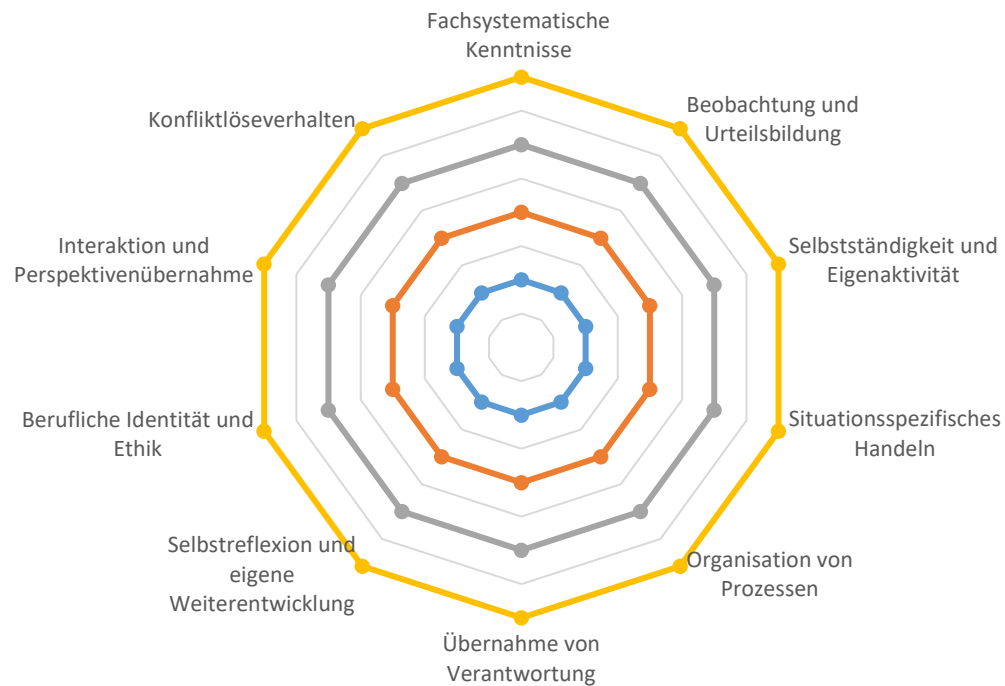 Fachsystematische
Kenntnisse
Beobachtung und
Urteilsbildung
Selbstständigkeit und
Eigenaktivität
Situationsspezifisches
Handeln
Organisation von
Prozessen
Übernahme von
Verantwortung
Selbstreflexion und
eigene
Weiterentwicklung
Berufliche Identität und
Ethik
Interaktion und
Perspektivenübernahme
Konfliktlöseverhalten